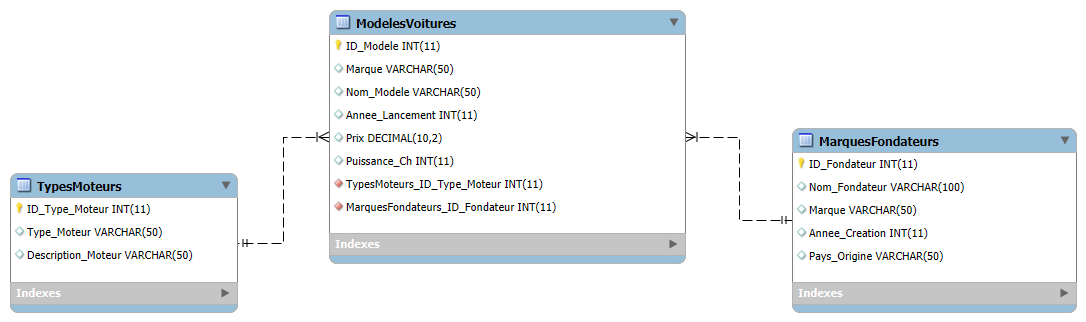 ModelesVoitures
ID_Modele INT(11)
Marque VARCHAR(50)
Nom_Modele VARCHAR(50)
Annee_Lancement INT(11)
Prix DECIMAL(10,2)
Puissance_Ch INT(11)
TypesMoteurs_ID_Type_Moteur INT(11)
MarquesFondateurs_ID_Fondateur INT(11)
Indexes
TypesMoteurs
ID_Type_Moteur INT(11)
Type_Moteur VARCHAR(50)
Description_Moteur VARCHAR(50)
Indexes
MarquesFondateurs
ID_Fondateur INT(11)
Nom_Fondateur VARCHAR(100)
Marque VARCHAR(50)
Annee_Creation INT(11)
Pays_Origine VARCHAR(50)
Indexes